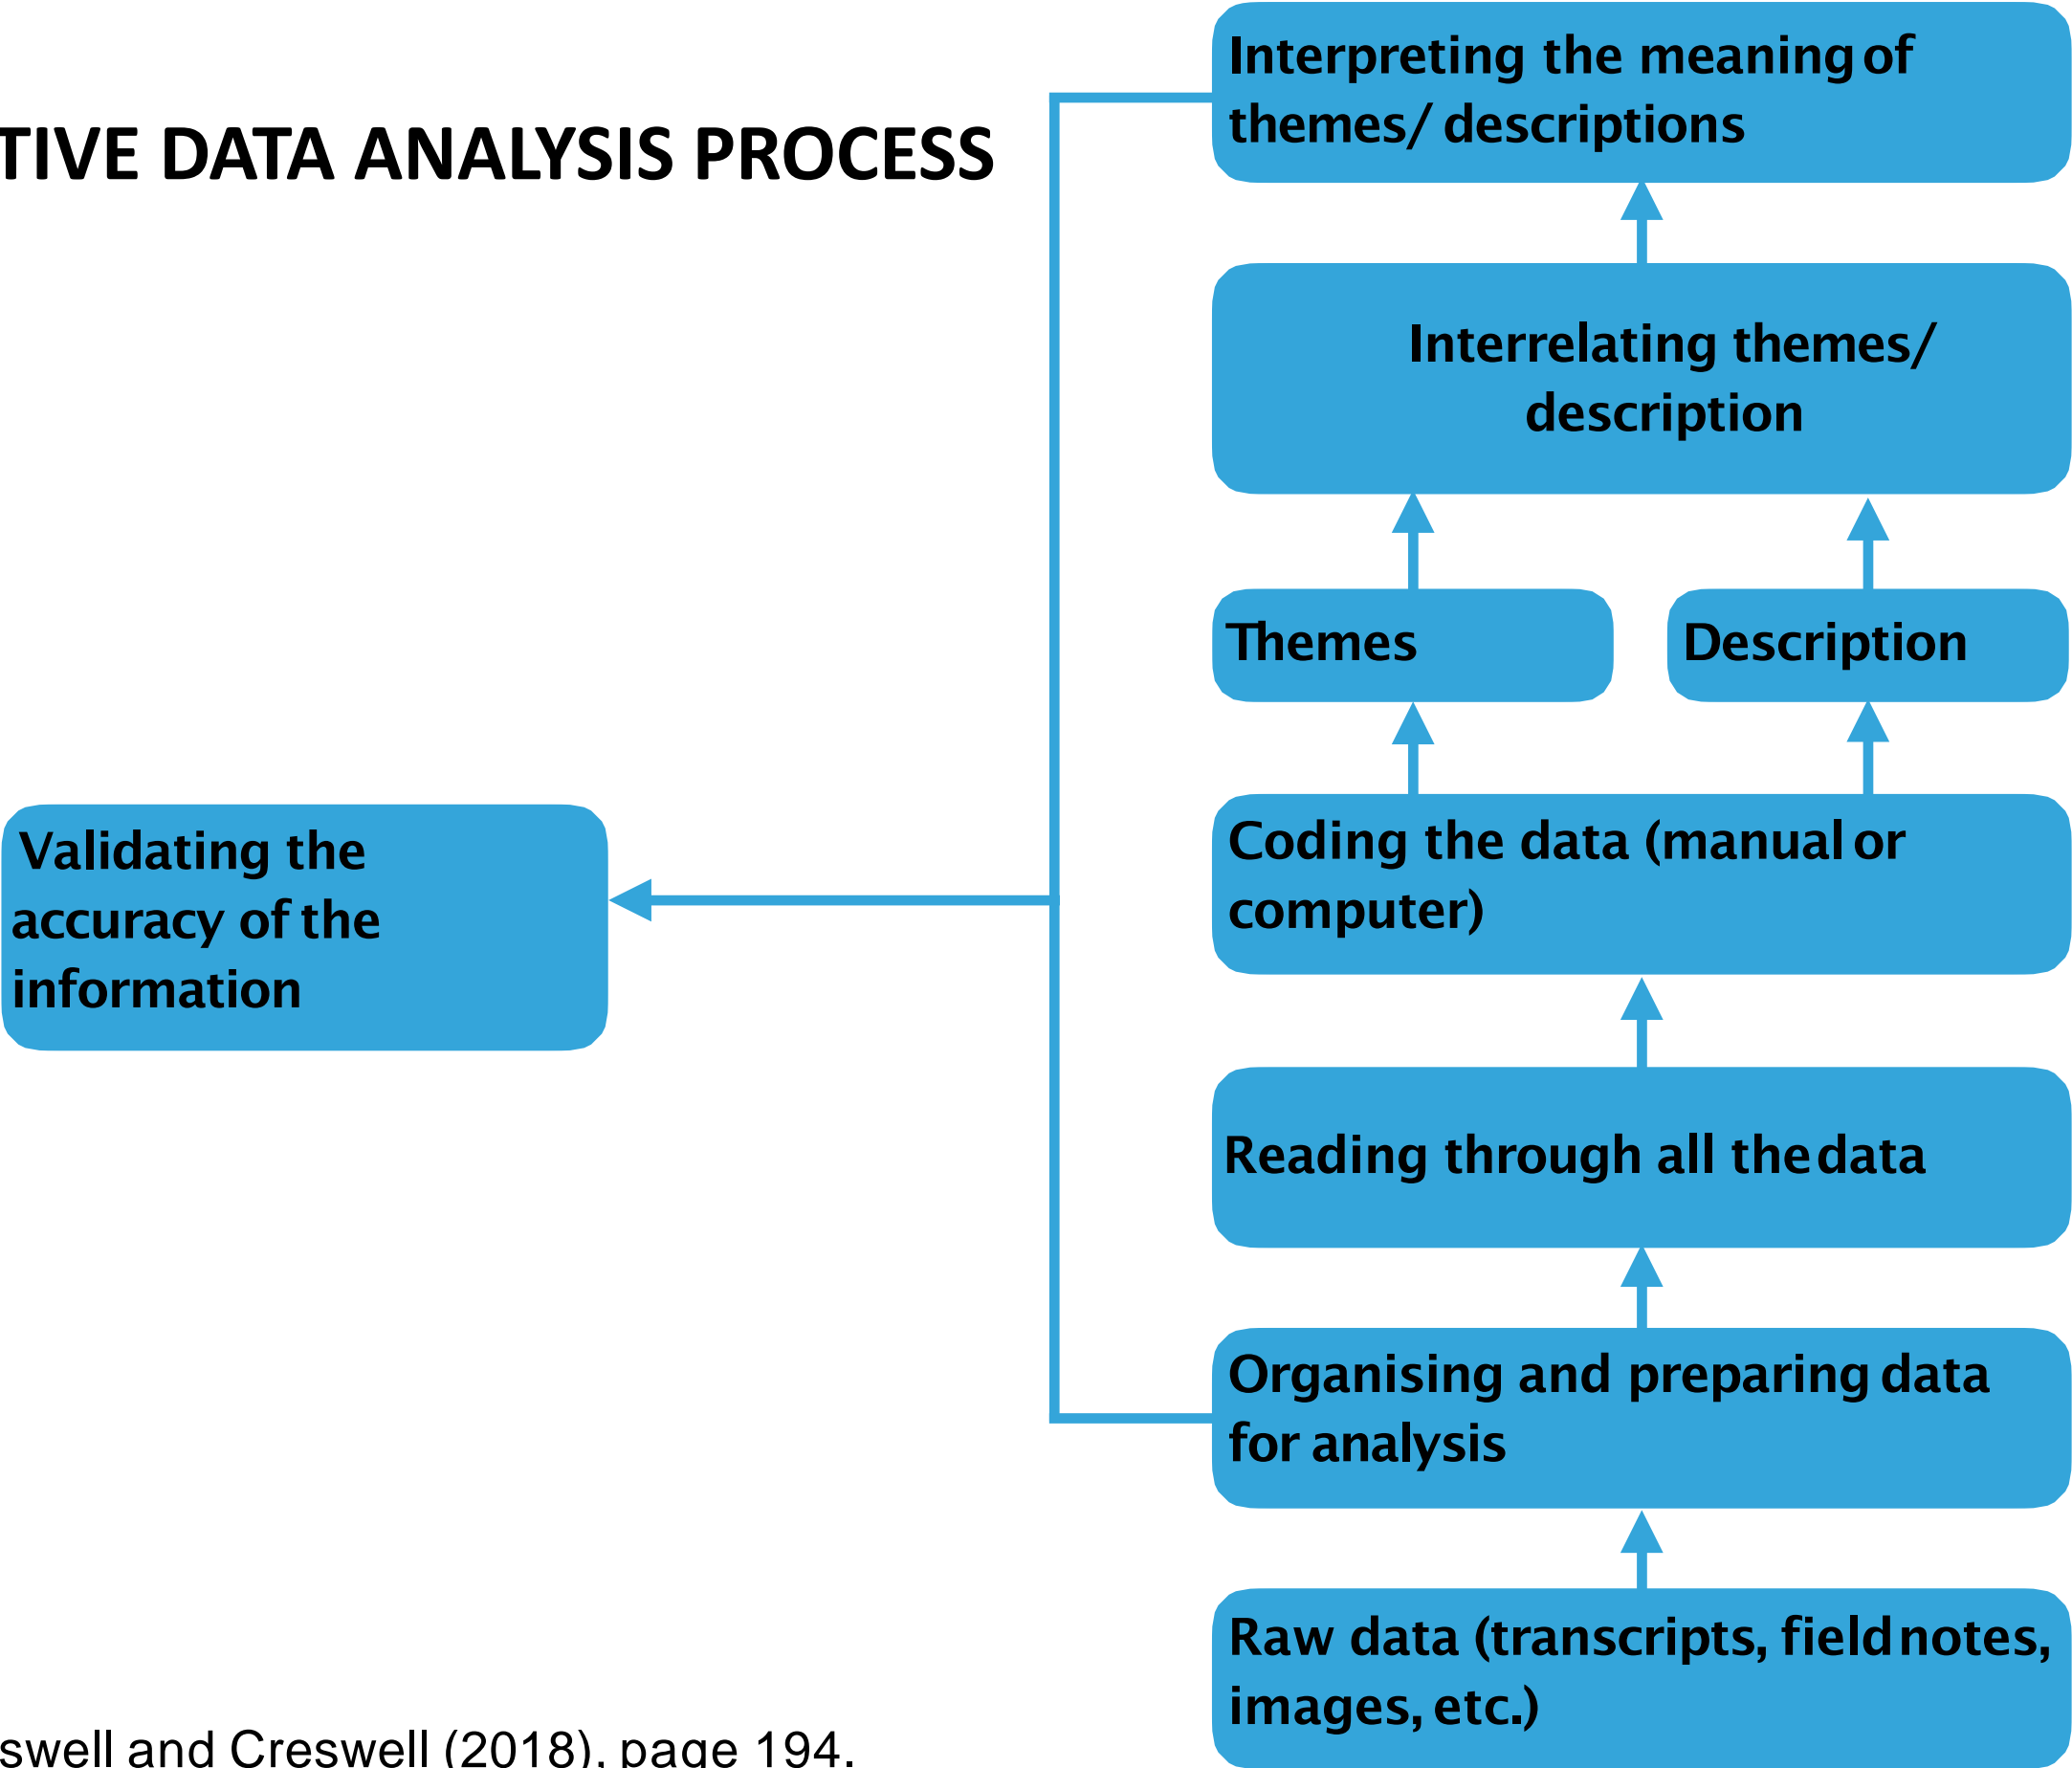 TIVE DATA ANALYSIS PROCESS
Interpreting the meaning of
themes/ descriptions
Interrelating themes/
description
Themes
Description
Validating the
accuracy of the
information
Coding the data (manual or
computer)
Reading through all the data
Organising and preparing data
for analysis
Raw data (transcripts, field notes,
images, etc.)
swell and Creswell (2018), page 194.